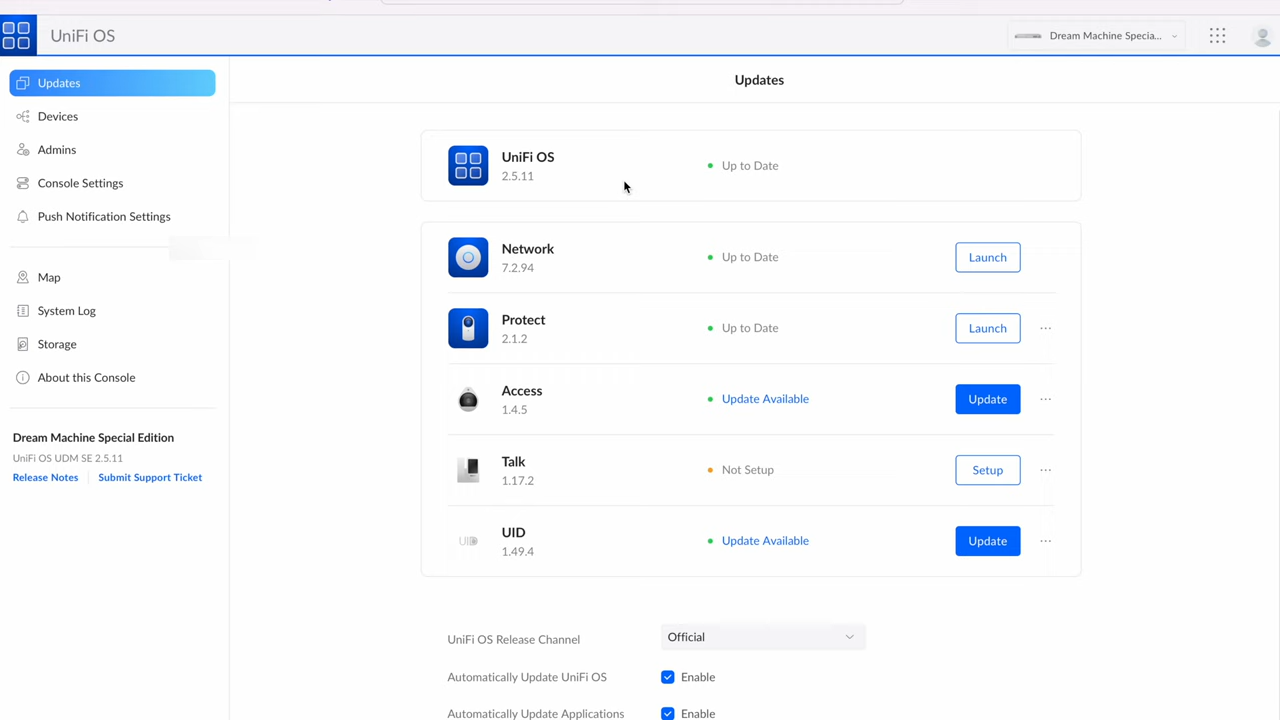 UniFi OS
Dream Machine Specia...
Updates
Devices
Admins
Console Settings
Push Notification Settings
Map
System Log
Storage
About this Console
Dream Machine Special Edition
UniFi OS UDM SE 2.5.11
Release Notes
Submit Support Ticket
Updates
UniFi OS
2.5.11
Up to Date
Network
7.2.94
Up to Date
Launch
Protect
2.1.2
Up to Date
Launch
Access
1.4.5
Update Available
Update
Talk
1.17.2
Not Setup
Setup
UID
UID
1.49.4
Update Available
Update
UniFi OS Release Channel
Official
Automatically Update UniFi OS
Enable
Automatically Update Applications
Enable